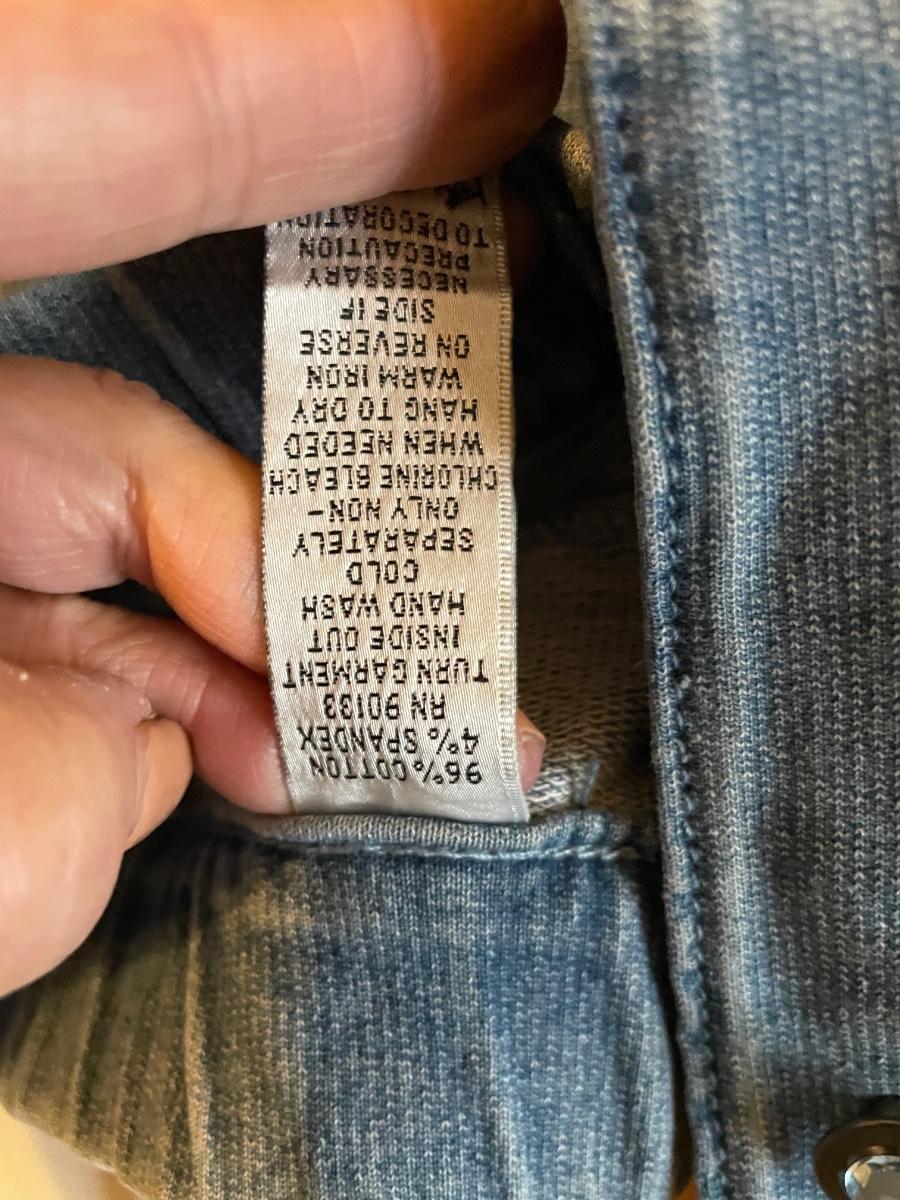 96% COTTON
4% SPANDEX
RN 90133
TURN GARMENT
INSIDE OUT
HAND WASH
COLD
SEPARATELY
ONLY NON-
CHLORINE BLEACH
WHEN NEEDED
HANG TO DRY
WARM IRON
ON REVERSE
SIDE IF
NECESSARY
PRECAUTION
TO DECORATION